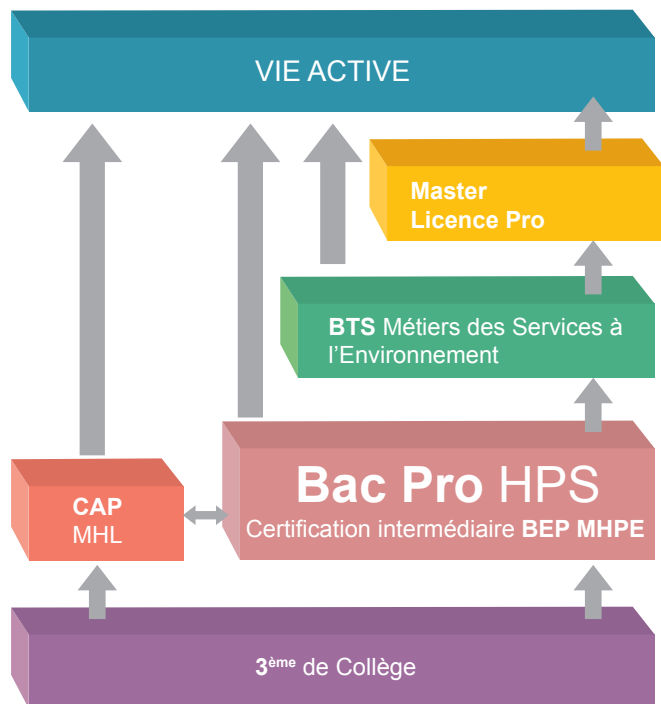 VIE ACTIVE
Master
Licence Pro
BTS Métiers des Services à
l'Environnement
Bac Pro HPS
Certification intermédiaire BEP MHPE
CAP
MHL
3ème de Collège